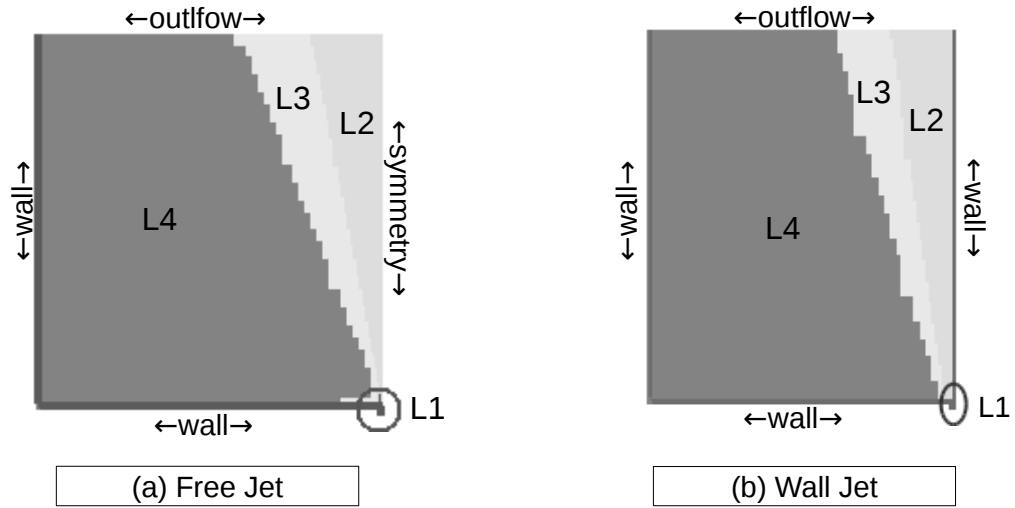 ←outlfow→
L3
L2
←symmetry→
←wall→
L4
L1
←wall→
(a) Free Jet
←outflow→
L3
L2
←wall→
←wall→
L4
L1
←wall→
(b) Wall Jet